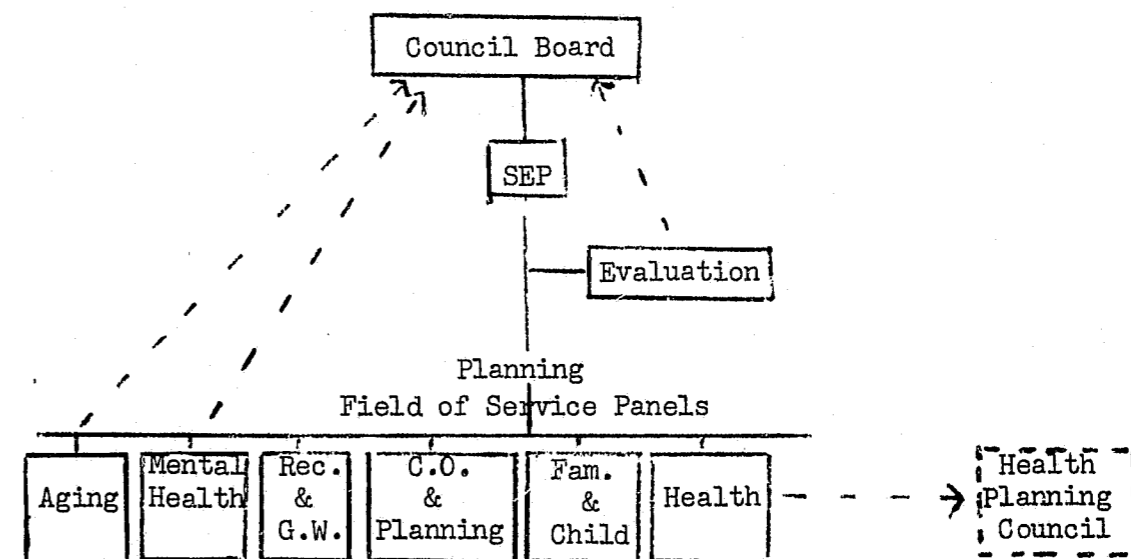 Council Board
SEP
Evaluation
Planning
Field of Service Panels
Aging
Mental
Health
Rec.
&
G.W.
C.O.
&
Planning
Fam.
&
Child
Health
Health
Planning
Council